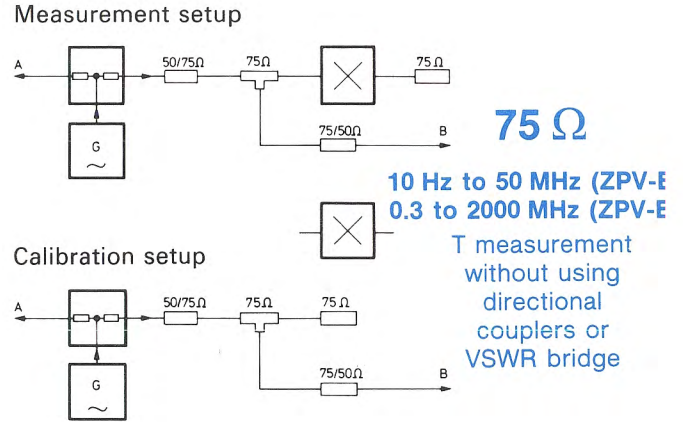 Measurement setup
A
50/75Ω
75Ω
75Ω
G
75/50Ω
B
75 Ω
10 Hz to 50 MHz (ZPV-E
0.3 to 2000 MHz (ZPV-E
T measurement
without using
directional
couplers or
VSWR bridge
Calibration setup
A
50/75Ω
75Ω
75Ω
G
75/50Ω
B